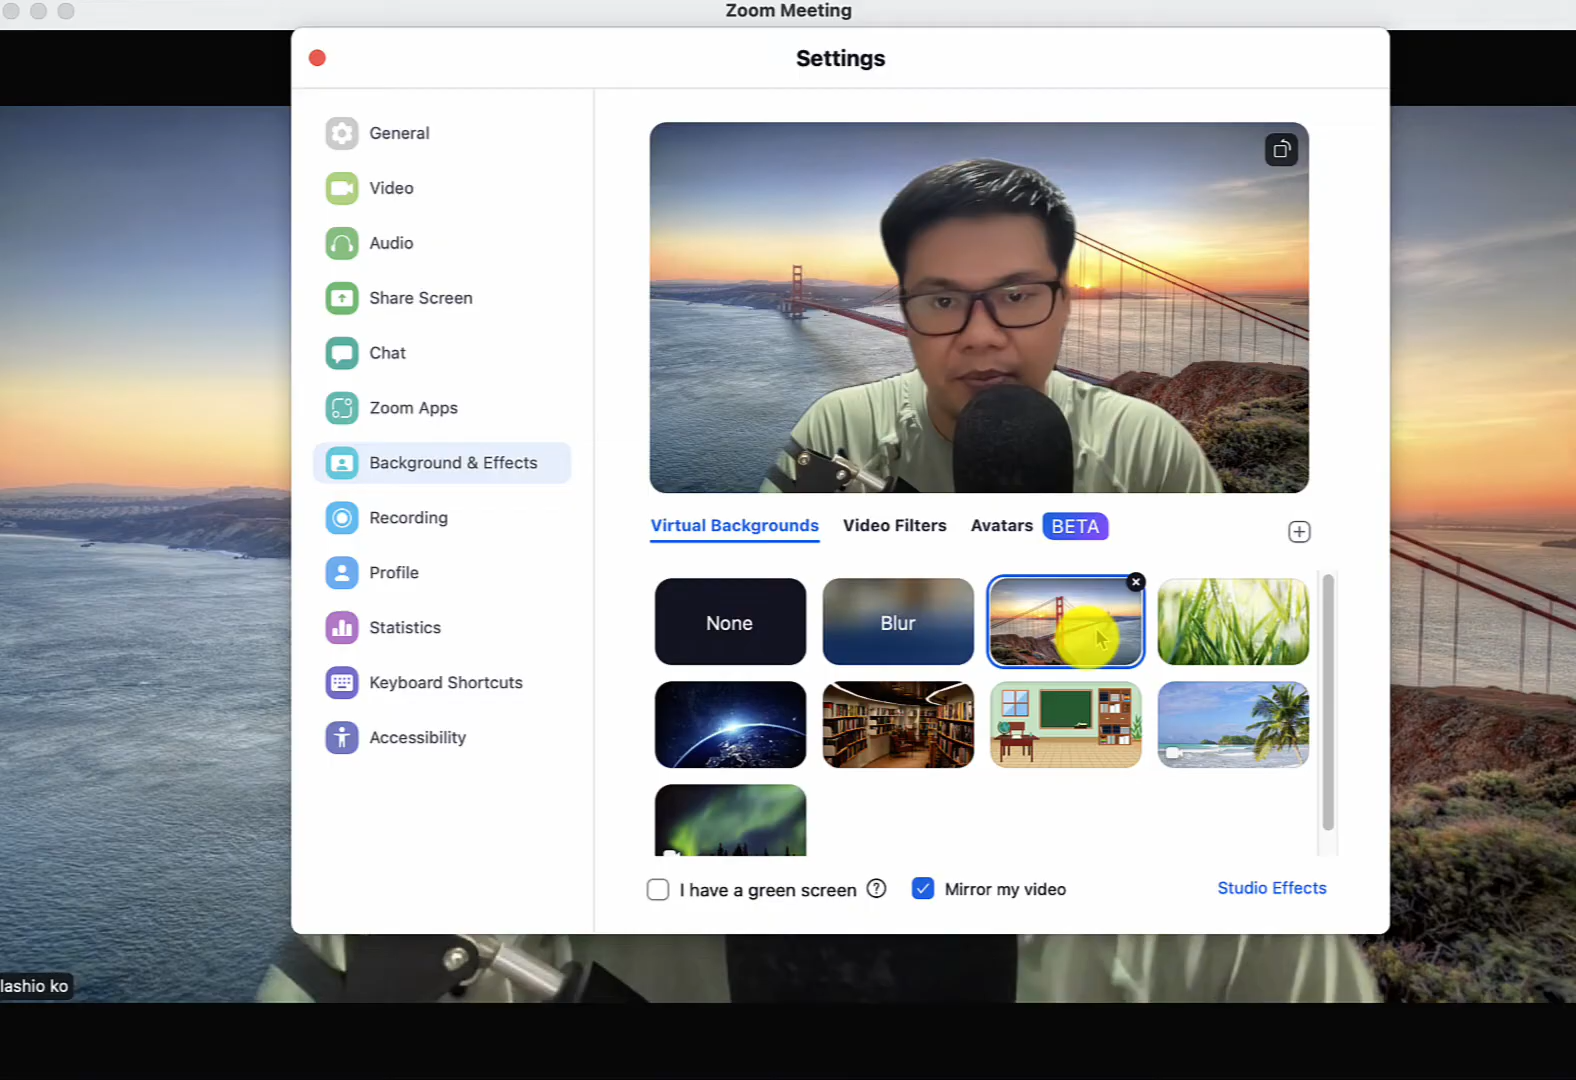 Zoom Meeting
Settings
General
Video
Audio
Share Screen
Chat
Zoom Apps
Background & Effects
Recording
Profile
Statistics
Keyboard Shortcuts
Accessibility
Virtual Backgrounds Video Filters Avatars BETA
None Blur
I have a green screen Mirror my video Studio Effects
lashio ko